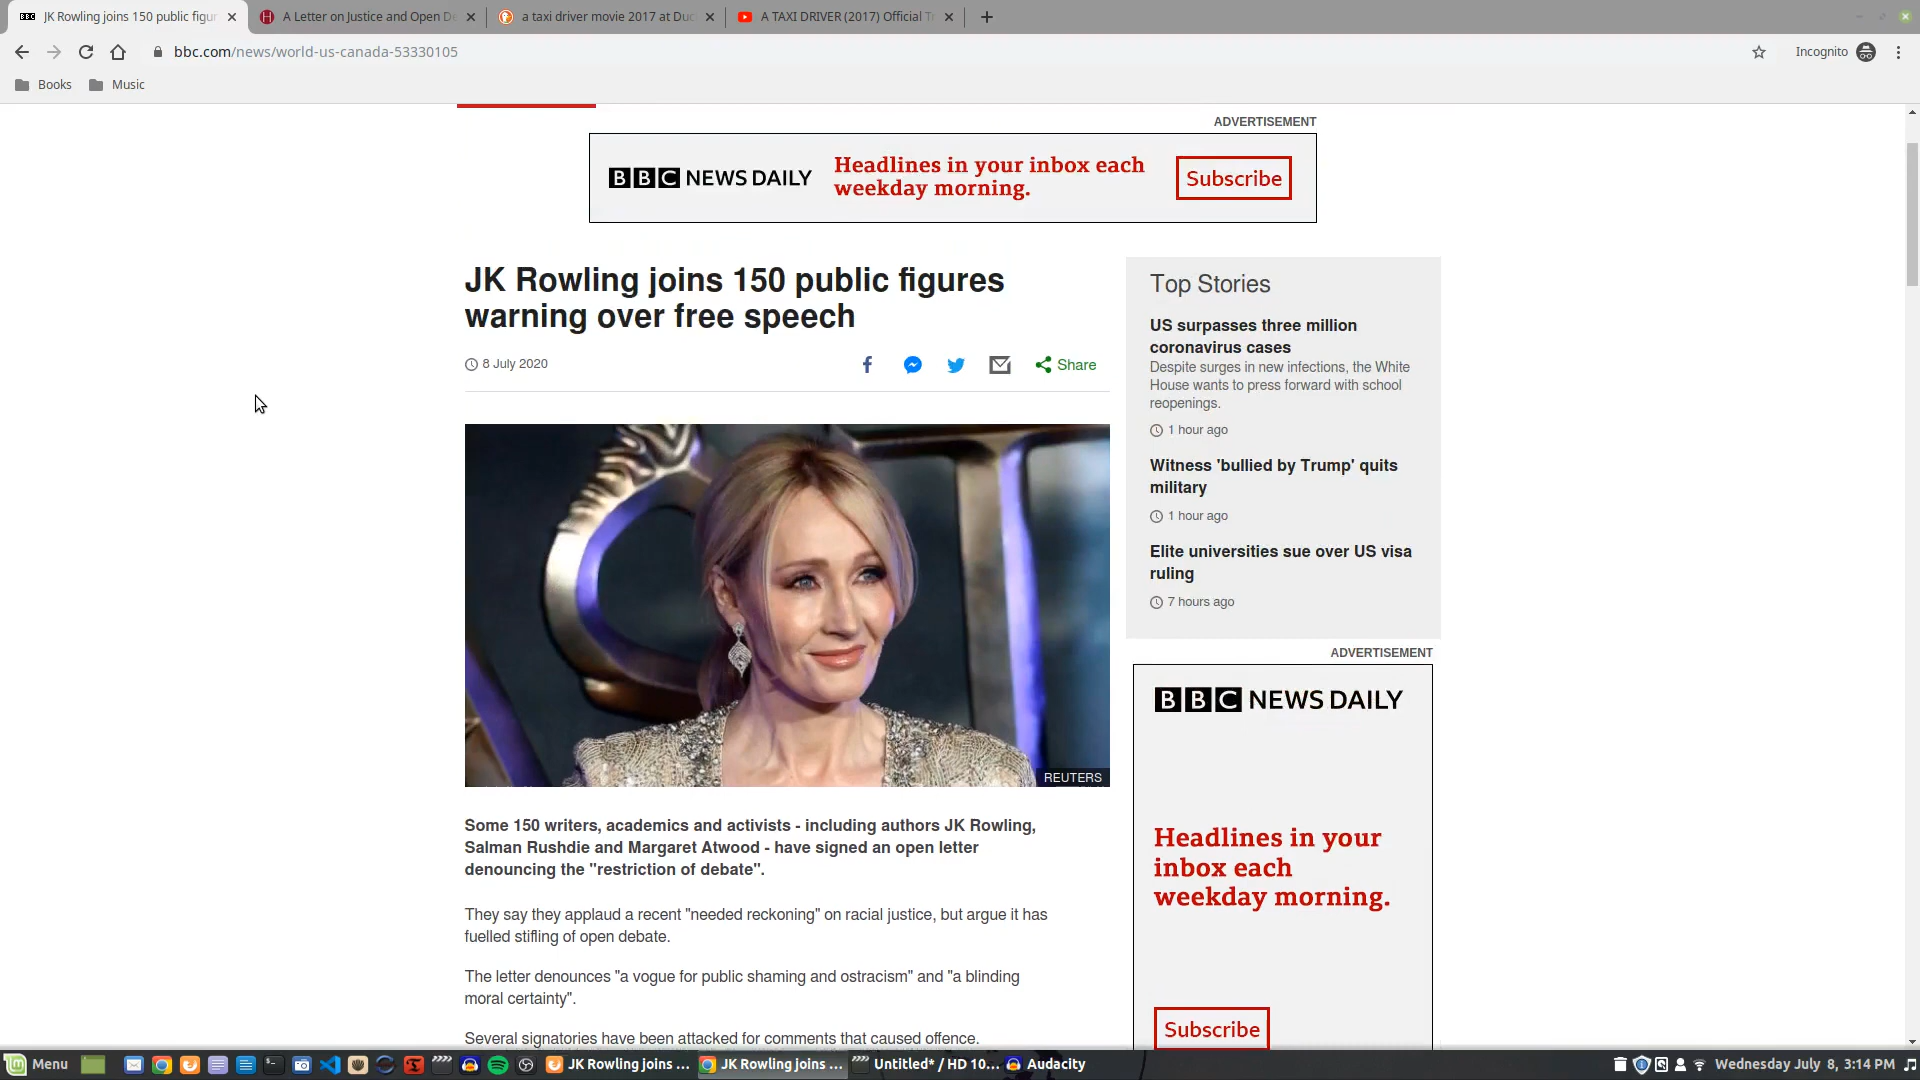 JK Rowling joins 150 public figur
A Letter on Justice and Open De
a taxi driver movie 2017 at Duc
A TAXI DRIVER (2017) Official Tr
bbc.com/news/world-us-canada-53330105
Incognito
Books
Music
ADVERTISEMENT
BBC NEWS DAILY
Headlines in your inbox each
weekday morning.
Subscribe
JK Rowling joins 150 public figures
warning over free speech
8 July 2020
Share
REUTERS
Some 150 writers, academics and activists - including authors JK Rowling,
Salman Rushdie and Margaret Atwood - have signed an open letter
denouncing the "restriction of debate".
They say they applaud a recent "needed reckoning" on racial justice, but argue it has
fuelled stifling of open debate.
The letter denounces "a vogue for public shaming and ostracism" and "a blinding
moral certainty".
Several signatories have been attacked for comments that caused offence.
Top Stories
US surpasses three million
coronavirus cases
Despite surges in new infections, the White
House wants to press forward with school
reopenings.
1 hour ago
Witness 'bullied by Trump' quits
military
1 hour ago
Elite universities sue over US visa
ruling
7 hours ago
ADVERTISEMENT
BBC NEWS DAILY
Headlines in your
inbox each
weekday morning.
Subscribe
Menu
JK Rowling joins ...
JK Rowling joins ...
Untitled* / HD 10...
Audacity
Wednesday July 8, 3:14 PM